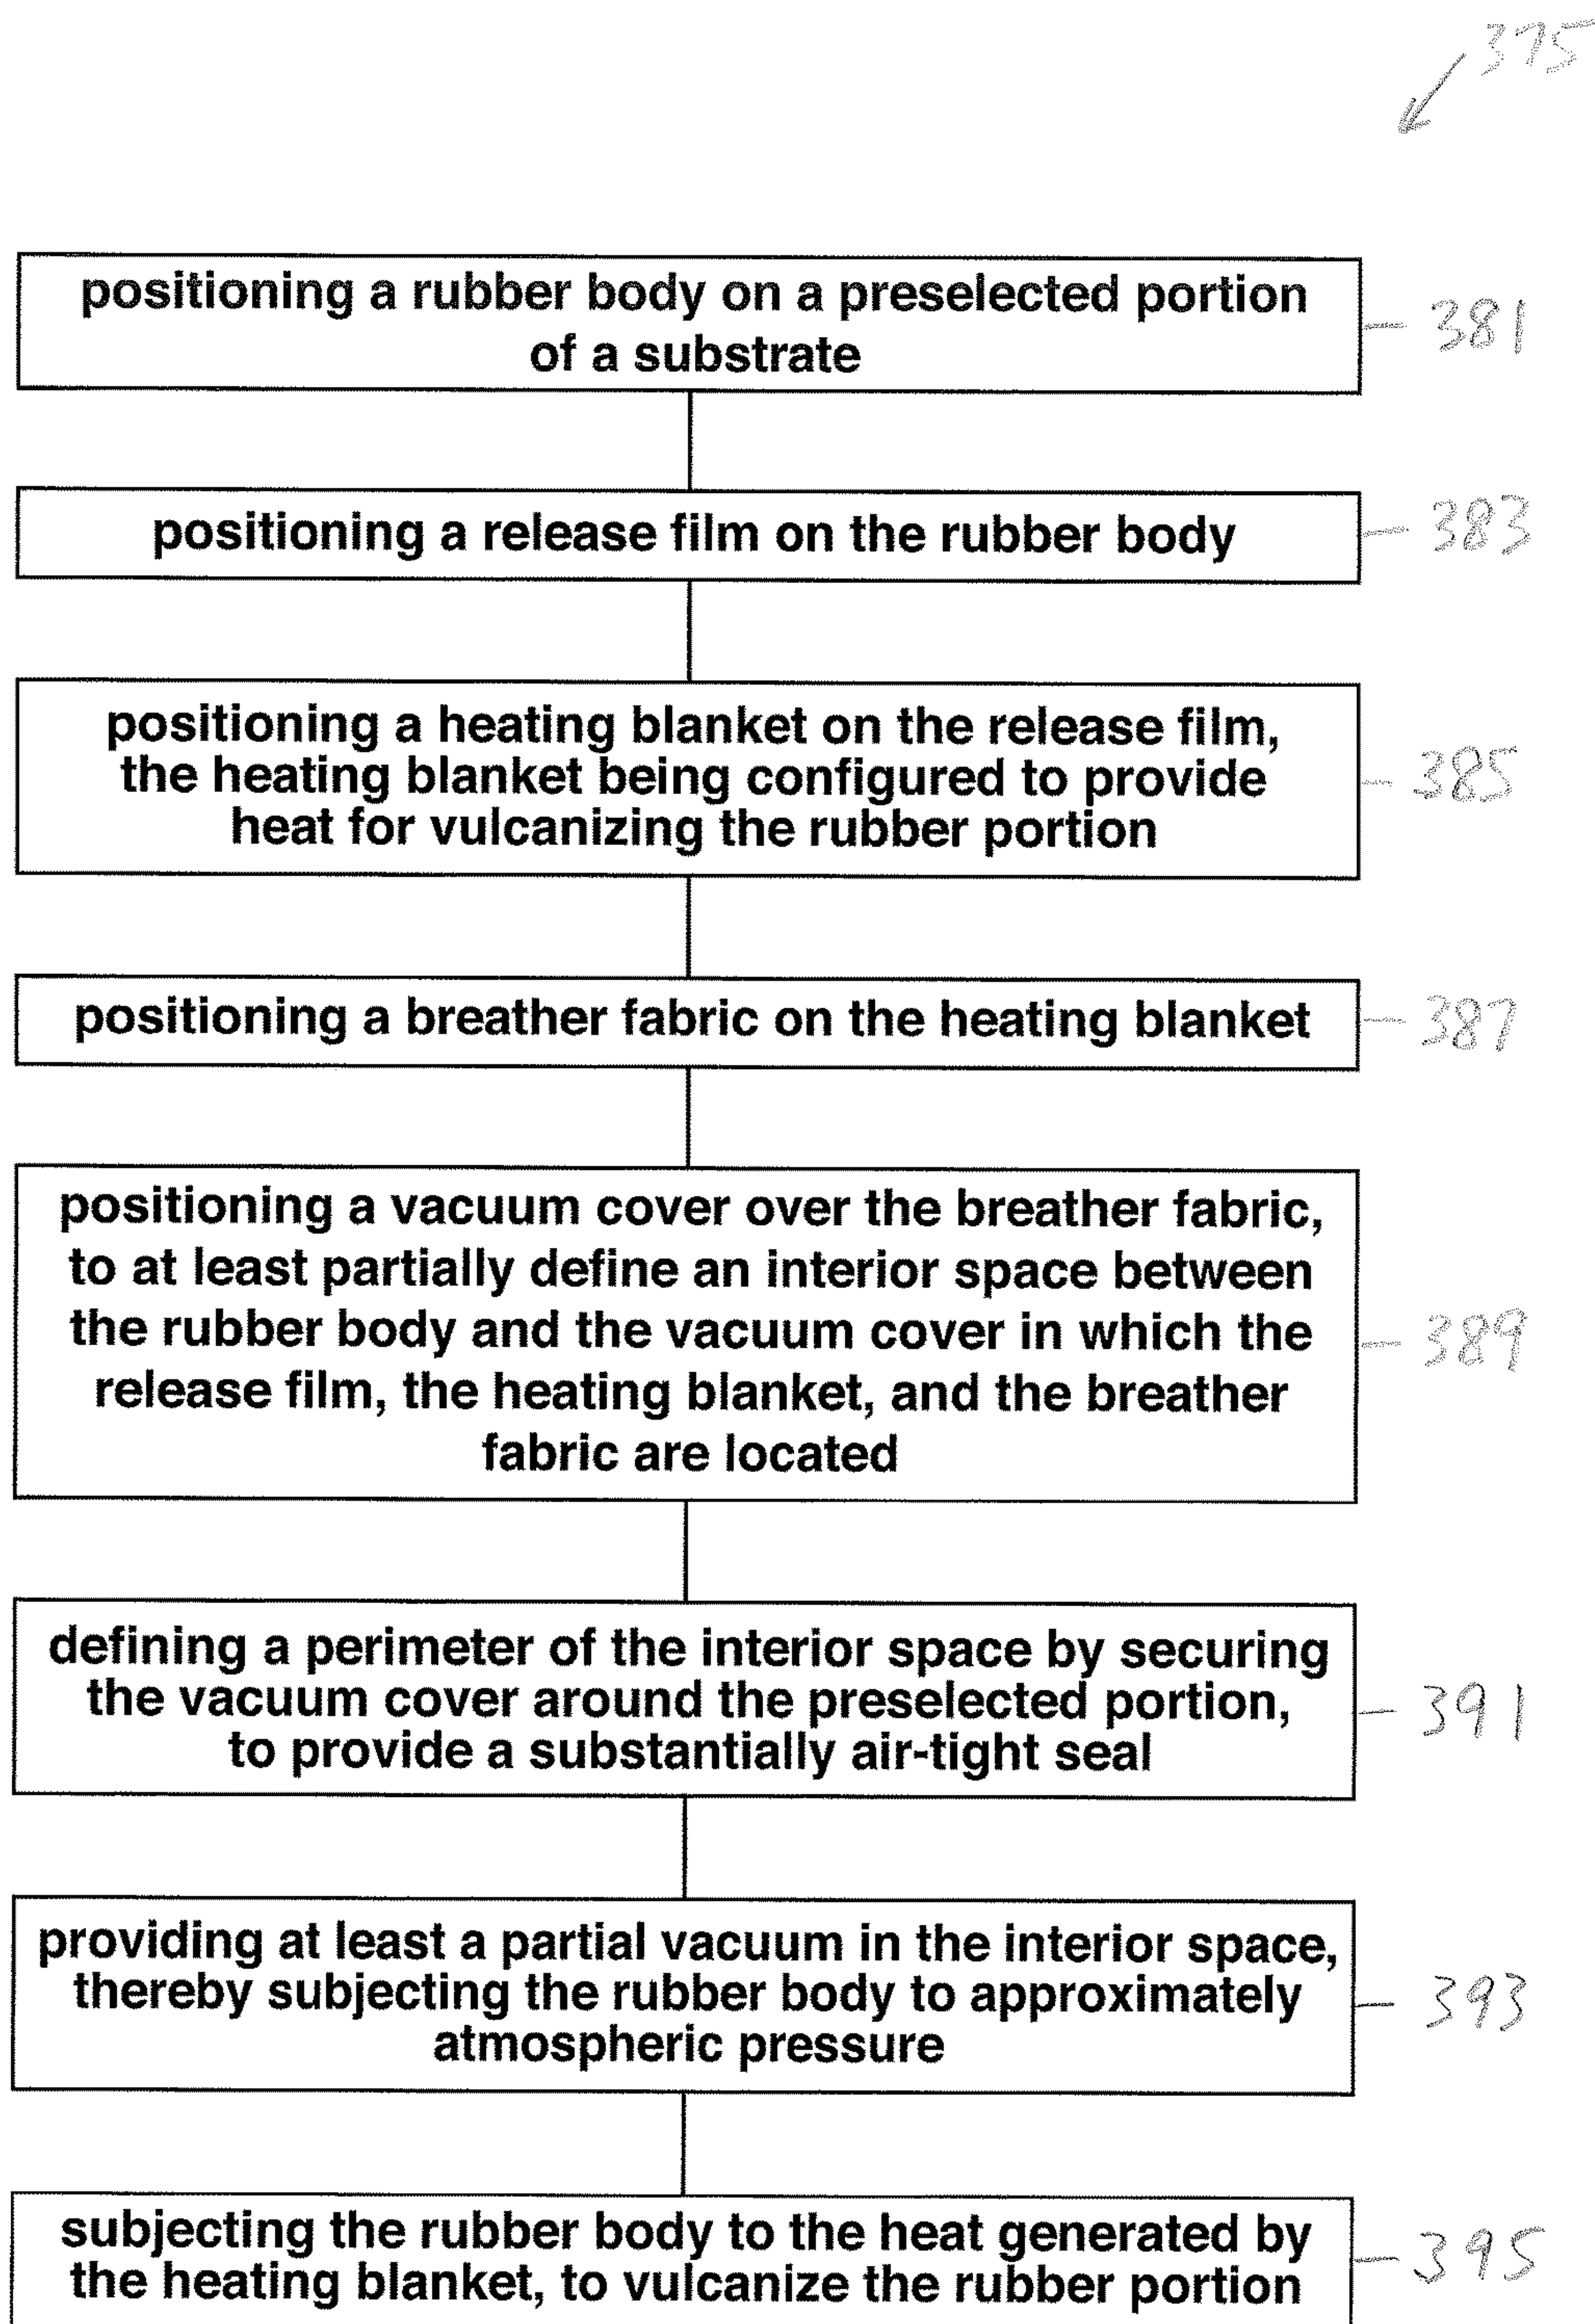 375
positioning a rubber body on a preselected portion
of a substrate
381
positioning a release film on the rubber body
383
positioning a heating blanket on the release film,
the heating blanket being configured to provide
heat for vulcanizing the rubber portion
385
positioning a breather fabric on the heating blanket
387
positioning a vacuum cover over the breather fabric,
to at least partially define an interior space between
the rubber body and the vacuum cover in which the
release film, the heating blanket, and the breather
fabric are located
389
defining a perimeter of the interior space by securing
the vacuum cover around the preselected portion,
to provide a substantially air-tight seal
391
providing at least a partial vacuum in the interior space,
thereby subjecting the rubber body to approximately
atmospheric pressure
393
subjecting the rubber body to the heat generated by
the heating blanket, to vulcanize the rubber portion
395